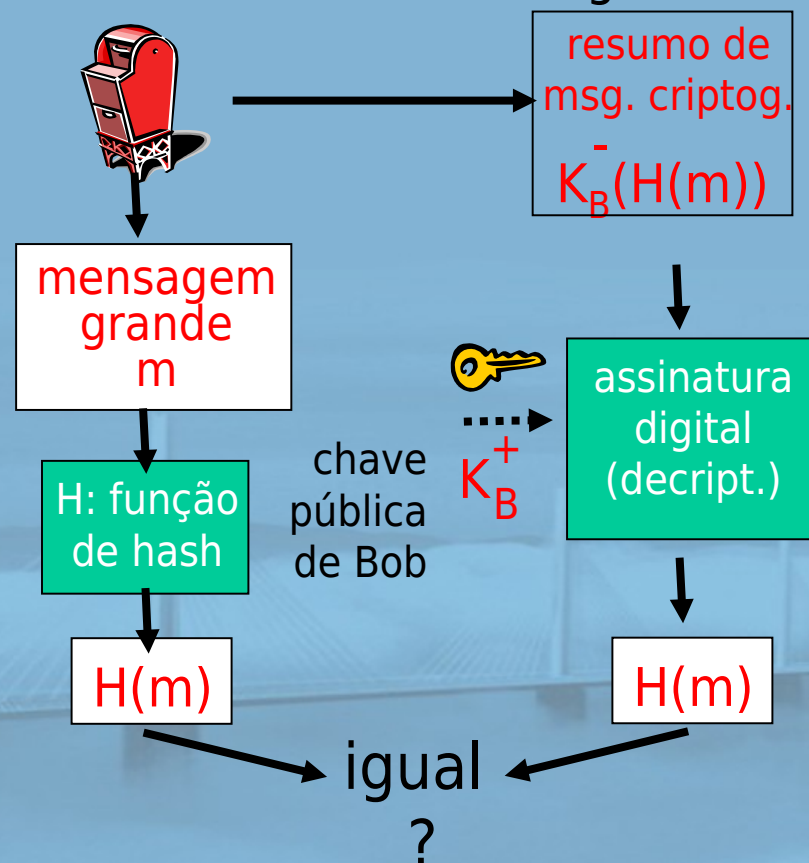 resumo de
msg. criptog.
K_B^-(H(m))
mensagem
grande
m
assinatura
digital
(decript.)
chave
pública
de Bob
K_B^+
H: função
de hash
H(m)
H(m)
igual
?